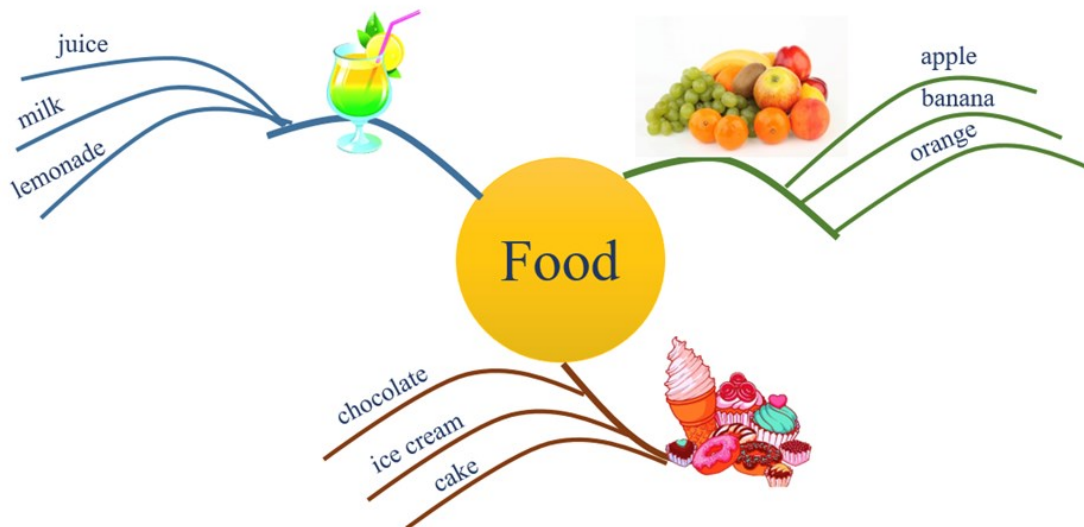 juice
milk
lemonade
apple
banana
orange
Food
chocolate
ice cream
cake